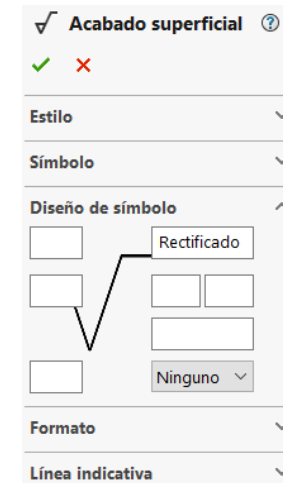 Acabado superficial ?
Estilo
Símbolo
Diseño de símbolo
Rectificado
Ninguno
Formato
Línea indicativa